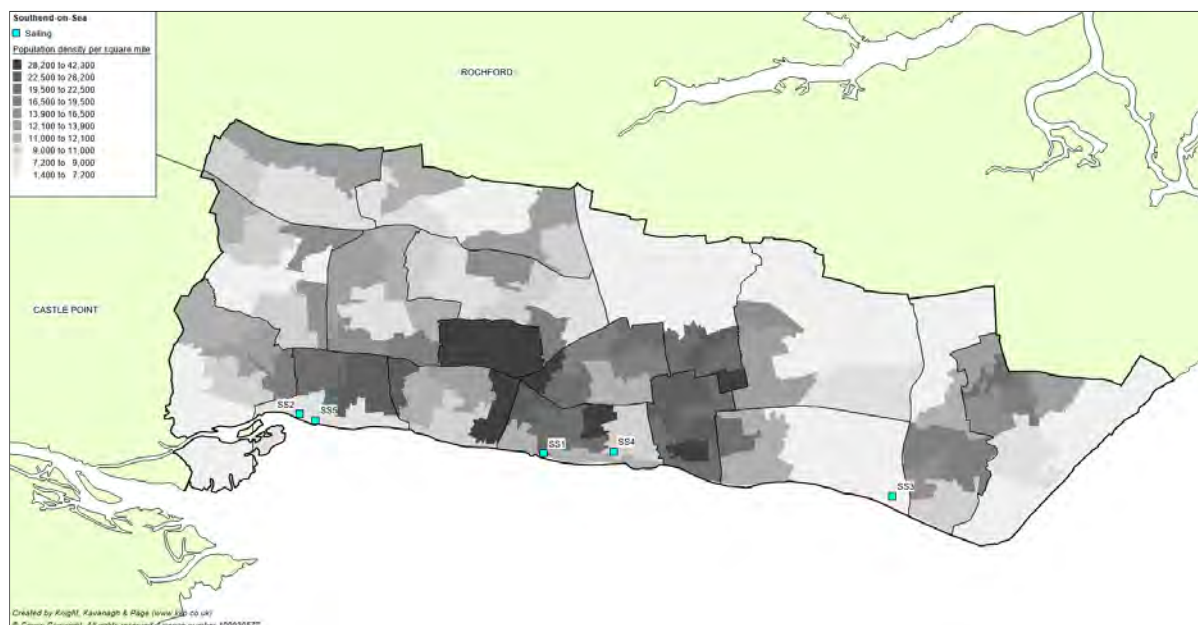 Southend-on-Sea
Sailing
Population density per square mile
28,200 to 42,300
22,500 to 28,200
19,500 to 22,500
16,500 to 19,500
13,900 to 16,500
12,100 to 13,900
11,000 to 12,100
9,000 to 11,000
7,200 to 9,000
1,400 to 7,200
ROCHFORD
CASTLE POINT
SS2
SS5
SS1
SS4
SS3
Created by Knight, Kavanagh & Page (www.kkp.co.uk)